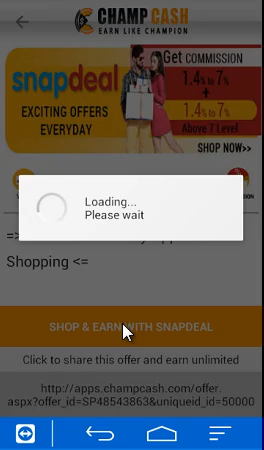 CHAMP CASH
EARN LIKE CHAMPION
snapdeal
EXCITING OFFERS
EVERYDAY
Get COMMISSION
1.4% to 7%
+
1.4% to 7%
Above 7 Level
SHOP NOW>>
Loading...
Please wait
Shopping <=
SHOP & EARN WITH SNAPDEAL
Click to share this offer and earn unlimited
http://apps.champcash.com/offer.
aspx?offer_id=SP48543863&uniqueid_id=50000